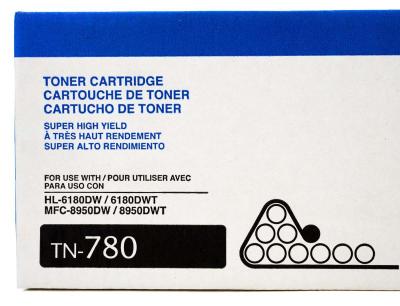 TONER CARTRIDGE
CARTOUCHE DE TONER
CARTUCHO DE TONER
SUPER HIGH YIELD
À TRÈS HAUT RENDEMENT
SUPER ALTO RENDIMIENTO
FOR USE WITH / POUR UTILISER AVEC
PARA USO CON
HL-6180DW / 6180DWT
MFC-8950DW / 8950DWT
TN-780